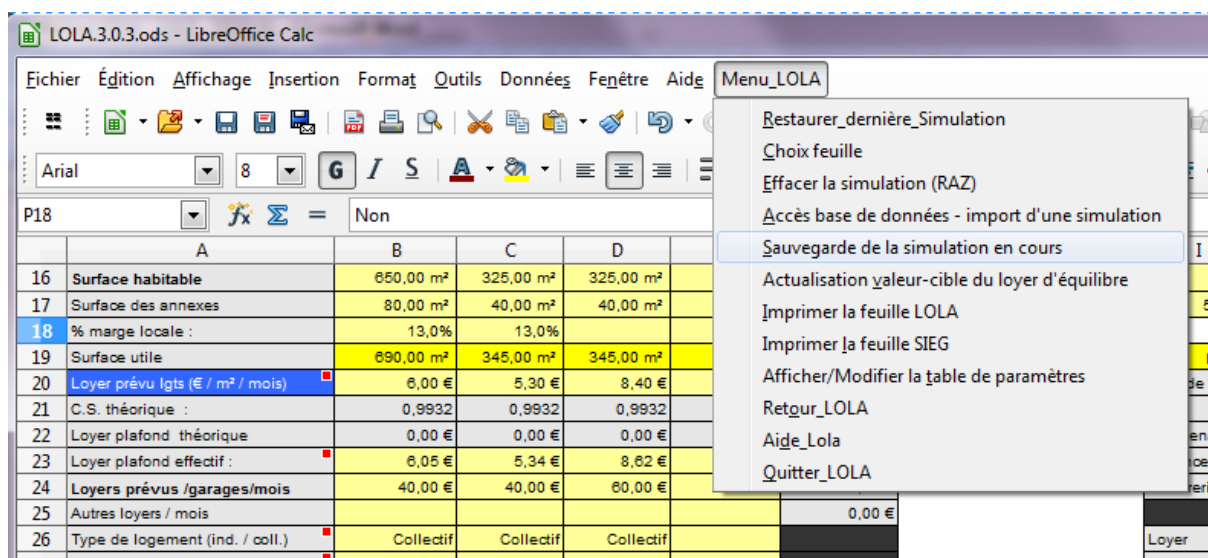 LOLA.3.0.3.ods - LibreOffice Calc
Fichier Édition Affichage Insertion Format Outils Données Fenêtre Aide Menu_LOLA
Restaurer_dernière_Simulation
Choix feuille
Effacer la simulation (RAZ)
Accès base de données - import d'une simulation
Sauvegarde de la simulation en cours
Actualisation valeur-cible du loyer d'équilibre
Imprimer la feuille LOLA
Imprimer la feuille SIEG
Afficher/Modifier la table de paramètres
Retour_LOLA
Aide_Lola
Quitter_LOLA
Arial 8 G I S A
P18 Non
A B C D I
16 Surface habitable 650,00 m² 325,00 m² 325,00 m²
17 Surface des annexes 80,00 m² 40,00 m² 40,00 m²
18 % marge locale : 13,0% 13,0%
19 Surface utile 690,00 m² 345,00 m² 345,00 m²
20 Loyer prévu lgts (€ / m² / mois) 6,00 € 5,30 € 8,40 €
21 C.S. théorique : 0,9932 0,9932 0,9932
22 Loyer plafond théorique 0,00 € 0,00 € 0,00 €
23 Loyer plafond effectif : 6,05 € 5,34 € 8,62 €
24 Loyers prévus /garages/mois 40,00 € 40,00 € 60,00 €
25 Autres loyers / mois 0,00 €
26 Type de logement (ind. / coll.) Collectif Collectif Collectif Loyer